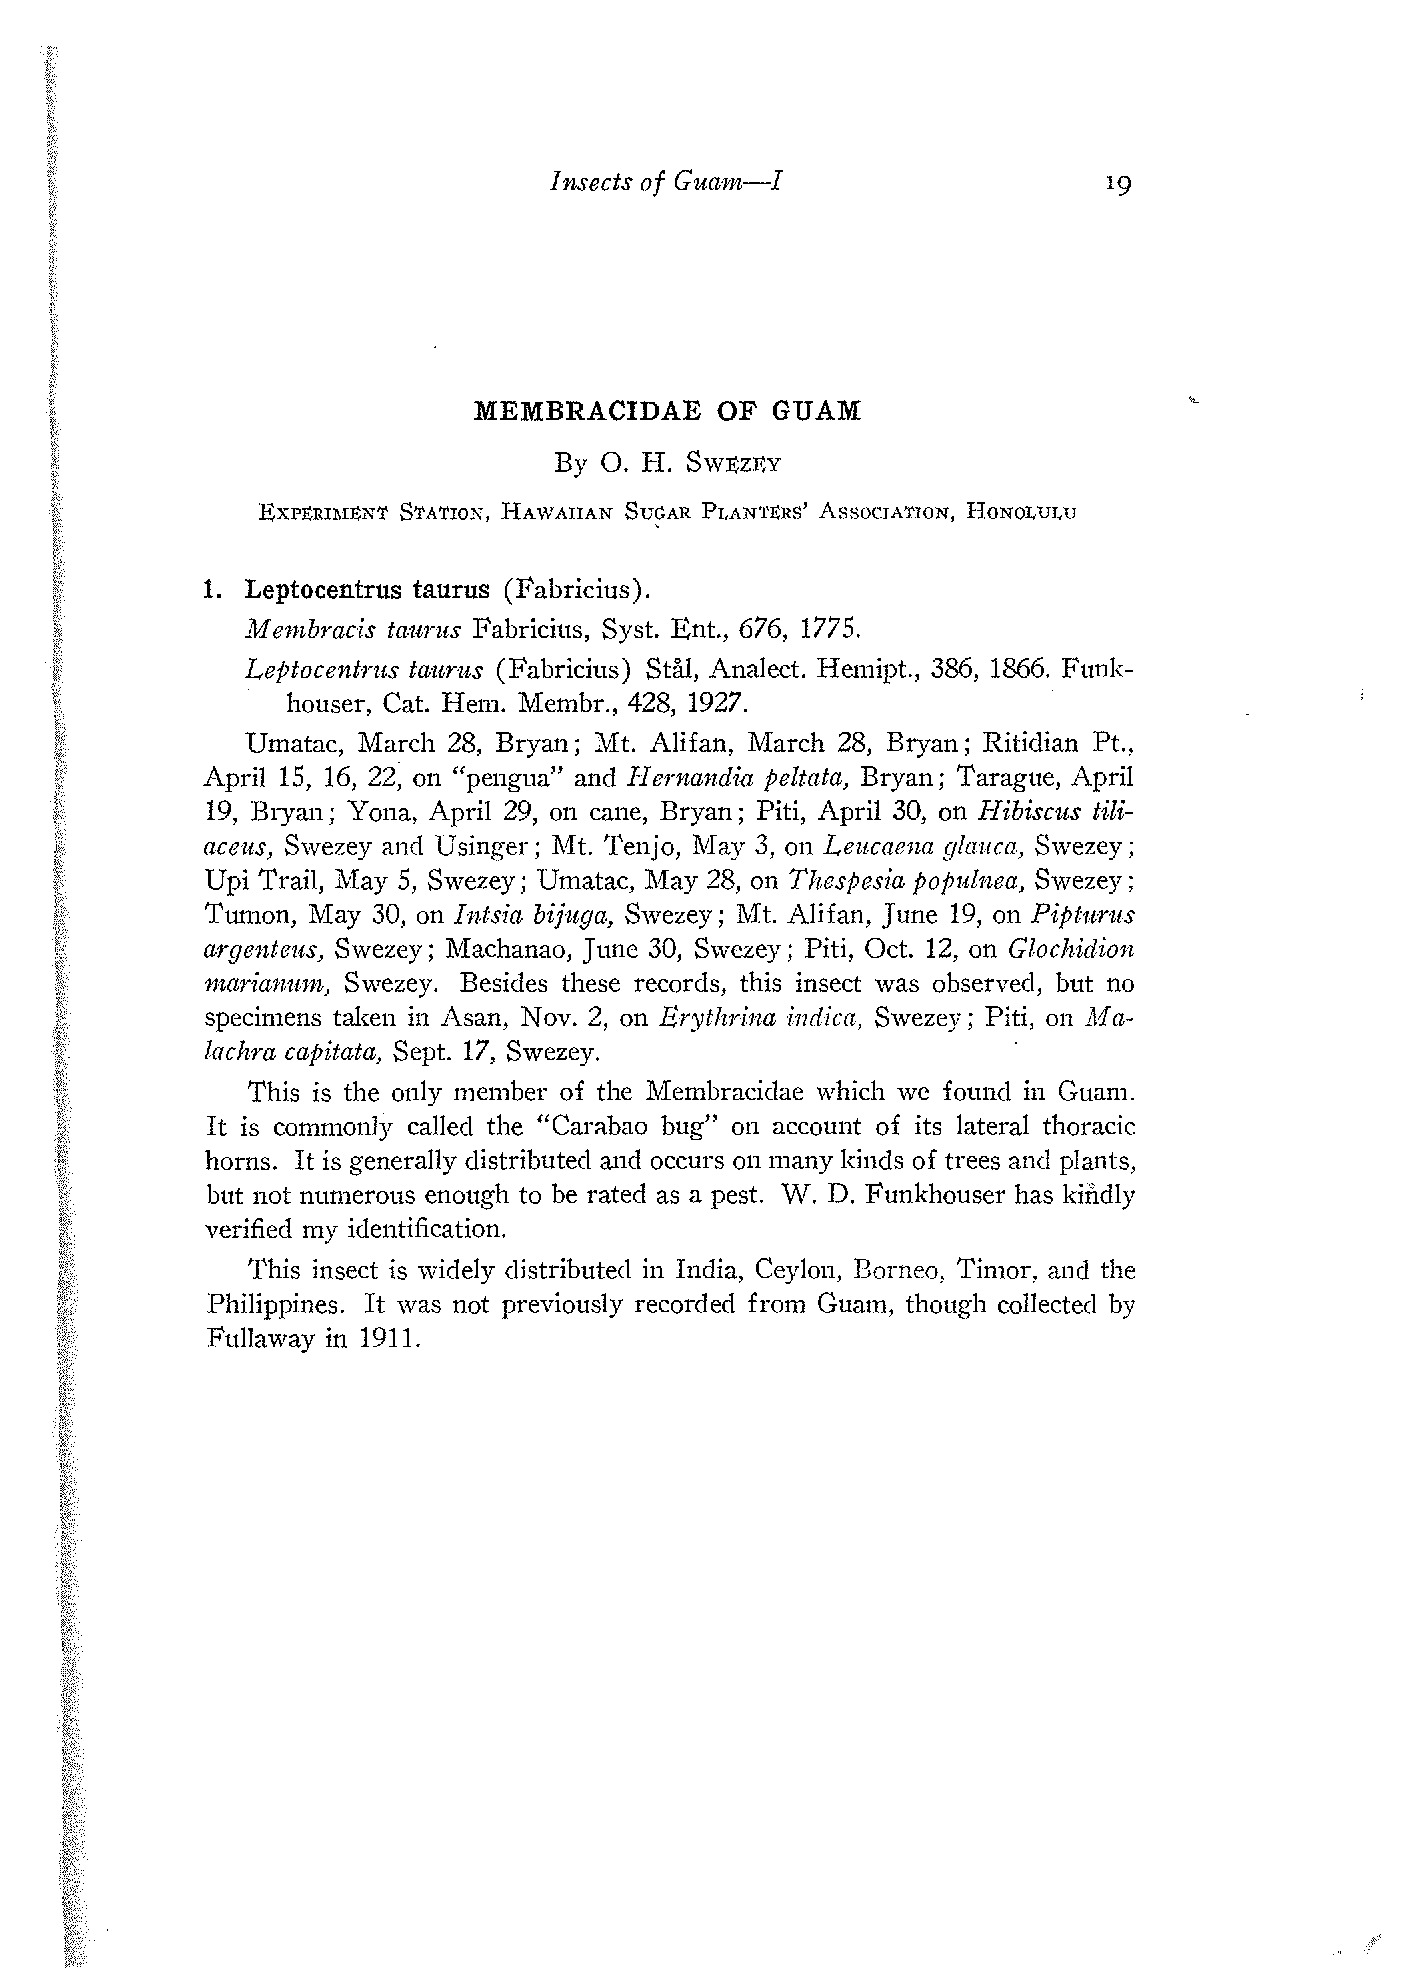 Insects of Guam—I 19
MEMBRACIDAE OF GUAM
By O. H. Swezey
Experiment Station, Hawaiian Sugar Planters' Association, Honolulu
1. Leptocentrus taurus (Fabricius).
Membracis taurus Fabricius, Syst. Ent., 676, 1775.
Leptocentrus taurus (Fabricius) Stål, Analect. Hemipt., 386, 1866. Funk-
houser, Cat. Hem. Membr., 428, 1927.
Umatac, March 28, Bryan; Mt. Alifan, March 28, Bryan; Ritidian Pt.,
April 15, 16, 22, on “pengua” and Hernandia peltata, Bryan; Tarague, April
19, Bryan; Yona, April 29, on cane, Bryan; Piti, April 30, on Hibiscus tili-
aceus, Swezey and Usinger; Mt. Tenjo, May 3, on Leucaena glauca, Swezey;
Upi Trail, May 5, Swezey; Umatac, May 28, on Thespesia populnea, Swezey;
Tumon, May 30, on Intsia bijuga, Swezey; Mt. Alifan, June 19, on Pipturus
argenteus, Swezey; Machanao, June 30, Swezey; Piti, Oct. 12, on Glochidion
marianum, Swezey. Besides these records, this insect was observed, but no
specimens taken in Asan, Nov. 2, on Erythrina indica, Swezey; Piti, on Ma-
lachra capitata, Sept. 17, Swezey.
This is the only member of the Membracidae which we found in Guam.
It is commonly called the “Carabao bug” on account of its lateral thoracic
horns. It is generally distributed and occurs on many kinds of trees and plants,
but not numerous enough to be rated as a pest. W. D. Funkhouser has kindly
verified my identification.
This insect is widely distributed in India, Ceylon, Borneo, Timor, and the
Philippines. It was not previously recorded from Guam, though collected by
Fullaway in 1911.